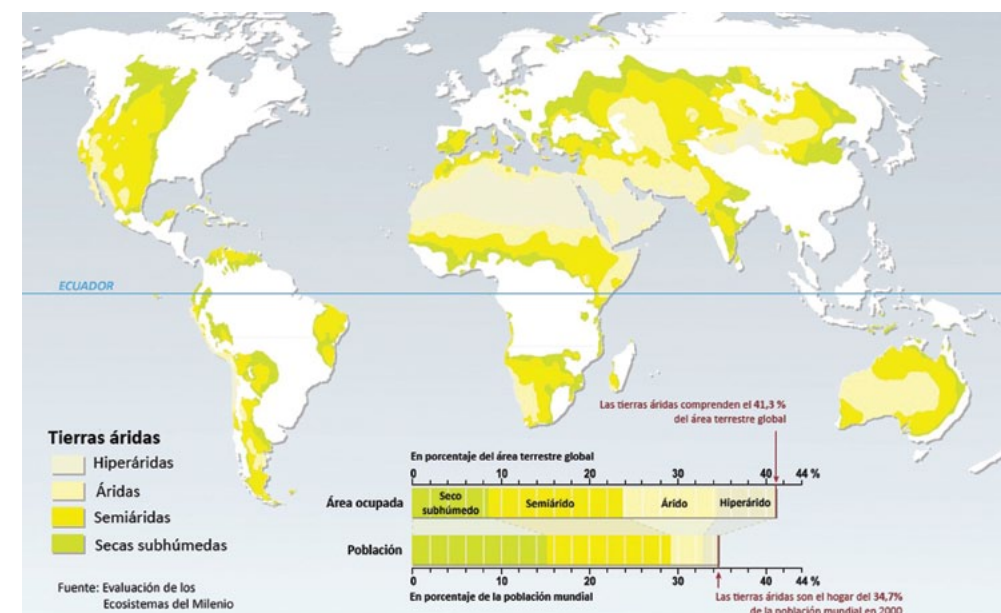 ECUADOR
Las tierras áridas comprenden el 41,3 %
del área terrestre global
Tierras áridas
Hiperáridas
Áridas
Semiáridas
Secas subhúmedas
Fuente: Evaluación de los
Ecosistemas del Milenio
En porcentaje del área terrestre global
0 10 20 30 40 44 %
Área ocupada
Seco
subhúmedo
Semiárido
Árido
Hiperárido
Población
0 10 20 30 40 44 %
En porcentaje de la población mundial
Las tierras áridas son el hogar del 34,7%
de la población mundial en 2000